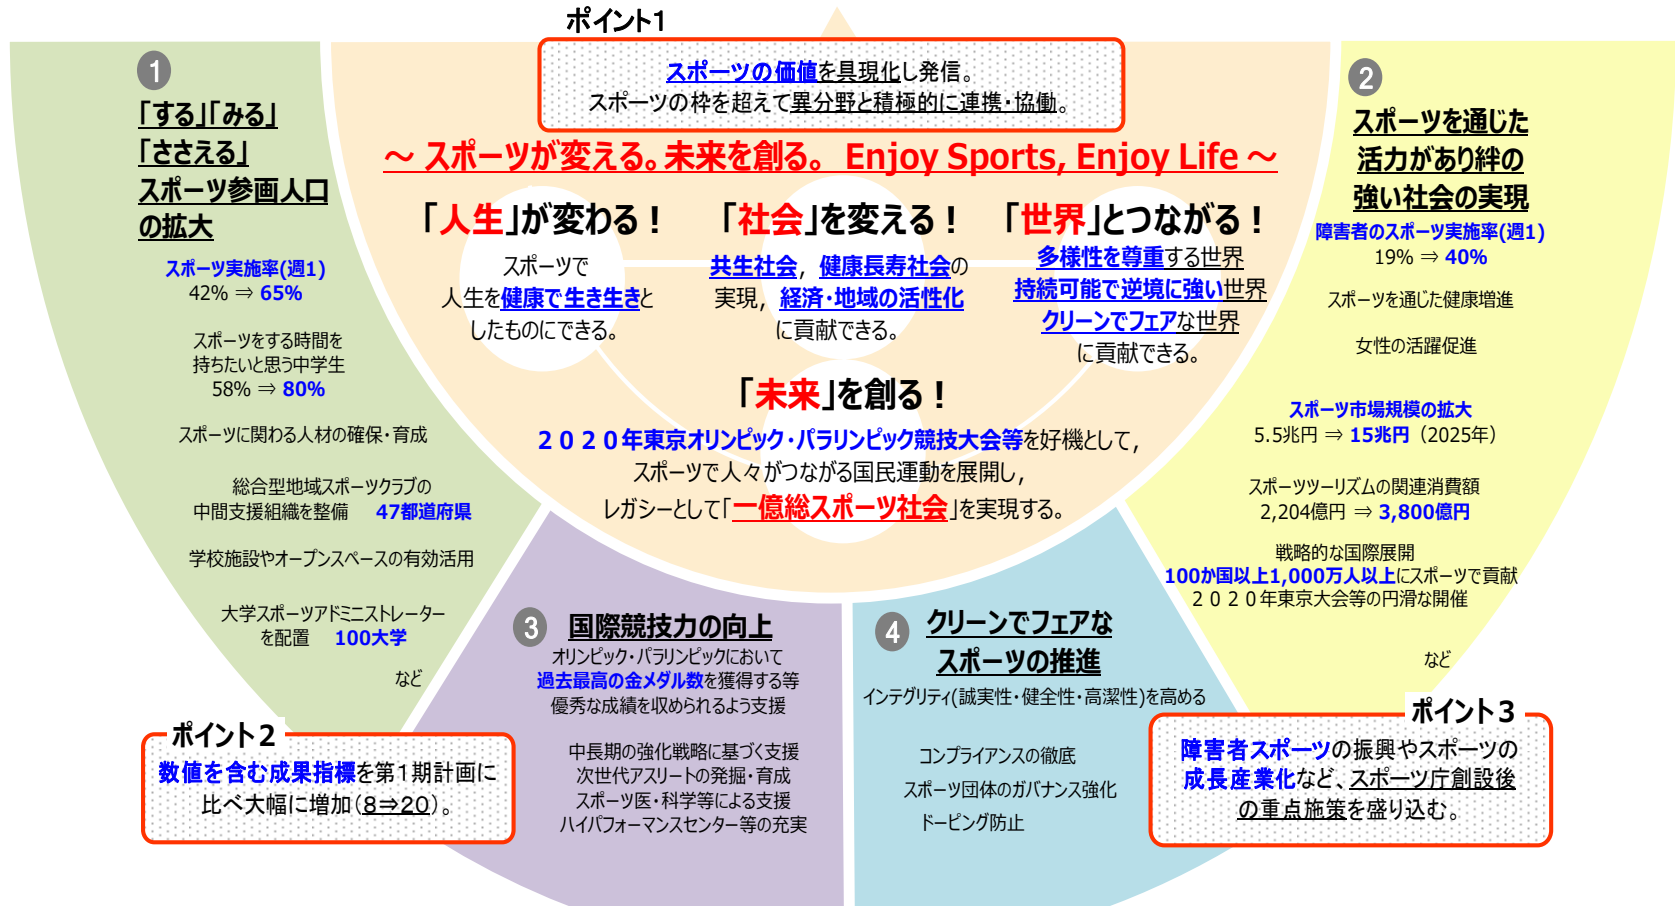 ポイント1
スポーツの価値を具現化し発信。
スポーツの枠を超えて異分野と積極的に連携・協働。
～ スポーツが変える。未来を創る。 Enjoy Sports, Enjoy Life ～
「人生」が変わる！
スポーツで
人生を健康で生き生きと
したものにできる。
「社会」を変える！
共生社会，健康長寿社会の
実現，経済・地域の活性化
に貢献できる。
「世界」とつながる！
多様性を尊重する世界
持続可能で逆境に強い世界
クリーンでフェアな世界
に貢献できる。
「未来」を創る！
２０２０年東京オリンピック・パラリンピック競技大会等を好機として，
スポーツで人々がつながる国民運動を展開し，
レガシーとして「一億総スポーツ社会」を実現する。
1
「する」「みる」
「ささえる」
スポーツ参画人口
の拡大
スポーツ実施率(週1)
42% ⇒ 65%
スポーツをする時間を
持ちたいと思う中学生
58% ⇒ 80%
スポーツに関わる人材の確保・育成
総合型地域スポーツクラブの
中間支援組織を整備 47都道府県
学校施設やオープンスペースの有効活用
大学スポーツアドミニストレーター
を配置 100大学
など
ポイント２
数値を含む成果指標を第1期計画に
比べ大幅に増加（8⇒20）。
2
スポーツを通じた
活力があり絆の
強い社会の実現
障害者のスポーツ実施率(週1)
19% ⇒ 40%
スポーツを通じた健康増進
女性の活躍促進
スポーツ市場規模の拡大
5.5兆円 ⇒ 15兆円（2025年）
スポーツツーリズムの関連消費額
2,204億円 ⇒ 3,800億円
戦略的な国際展開
100か国以上1,000万人以上にスポーツで貢献
２０２０年東京大会等の円滑な開催
など
ポイント３
障害者スポーツの振興やスポーツの
成長産業化など、スポーツ庁創設後
の重点施策を盛り込む。
3
国際競技力の向上
オリンピック・パラリンピックにおいて
過去最高の金メダル数を獲得する等
優秀な成績を収められるよう支援
中長期の強化戦略に基づく支援
次世代アスリートの発掘・育成
スポーツ医・科学等による支援
ハイパフォーマンスセンター等の充実
4
クリーンでフェアな
スポーツの推進
インテグリティ(誠実性・健全性・高潔性)を高める
コンプライアンスの徹底
スポーツ団体のガバナンス強化
ドーピング防止